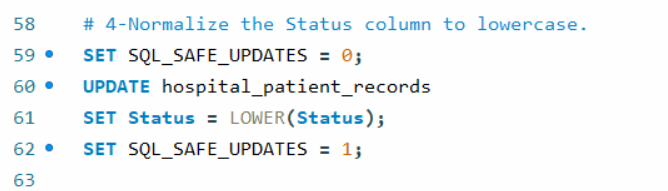 58 # 4-Normalize the Status column to lowercase.
59 SET SQL_SAFE_UPDATES = 0;
60 UPDATE hospital_patient_records
61 SET Status = LOWER(Status);
62 SET SQL_SAFE_UPDATES = 1;
63